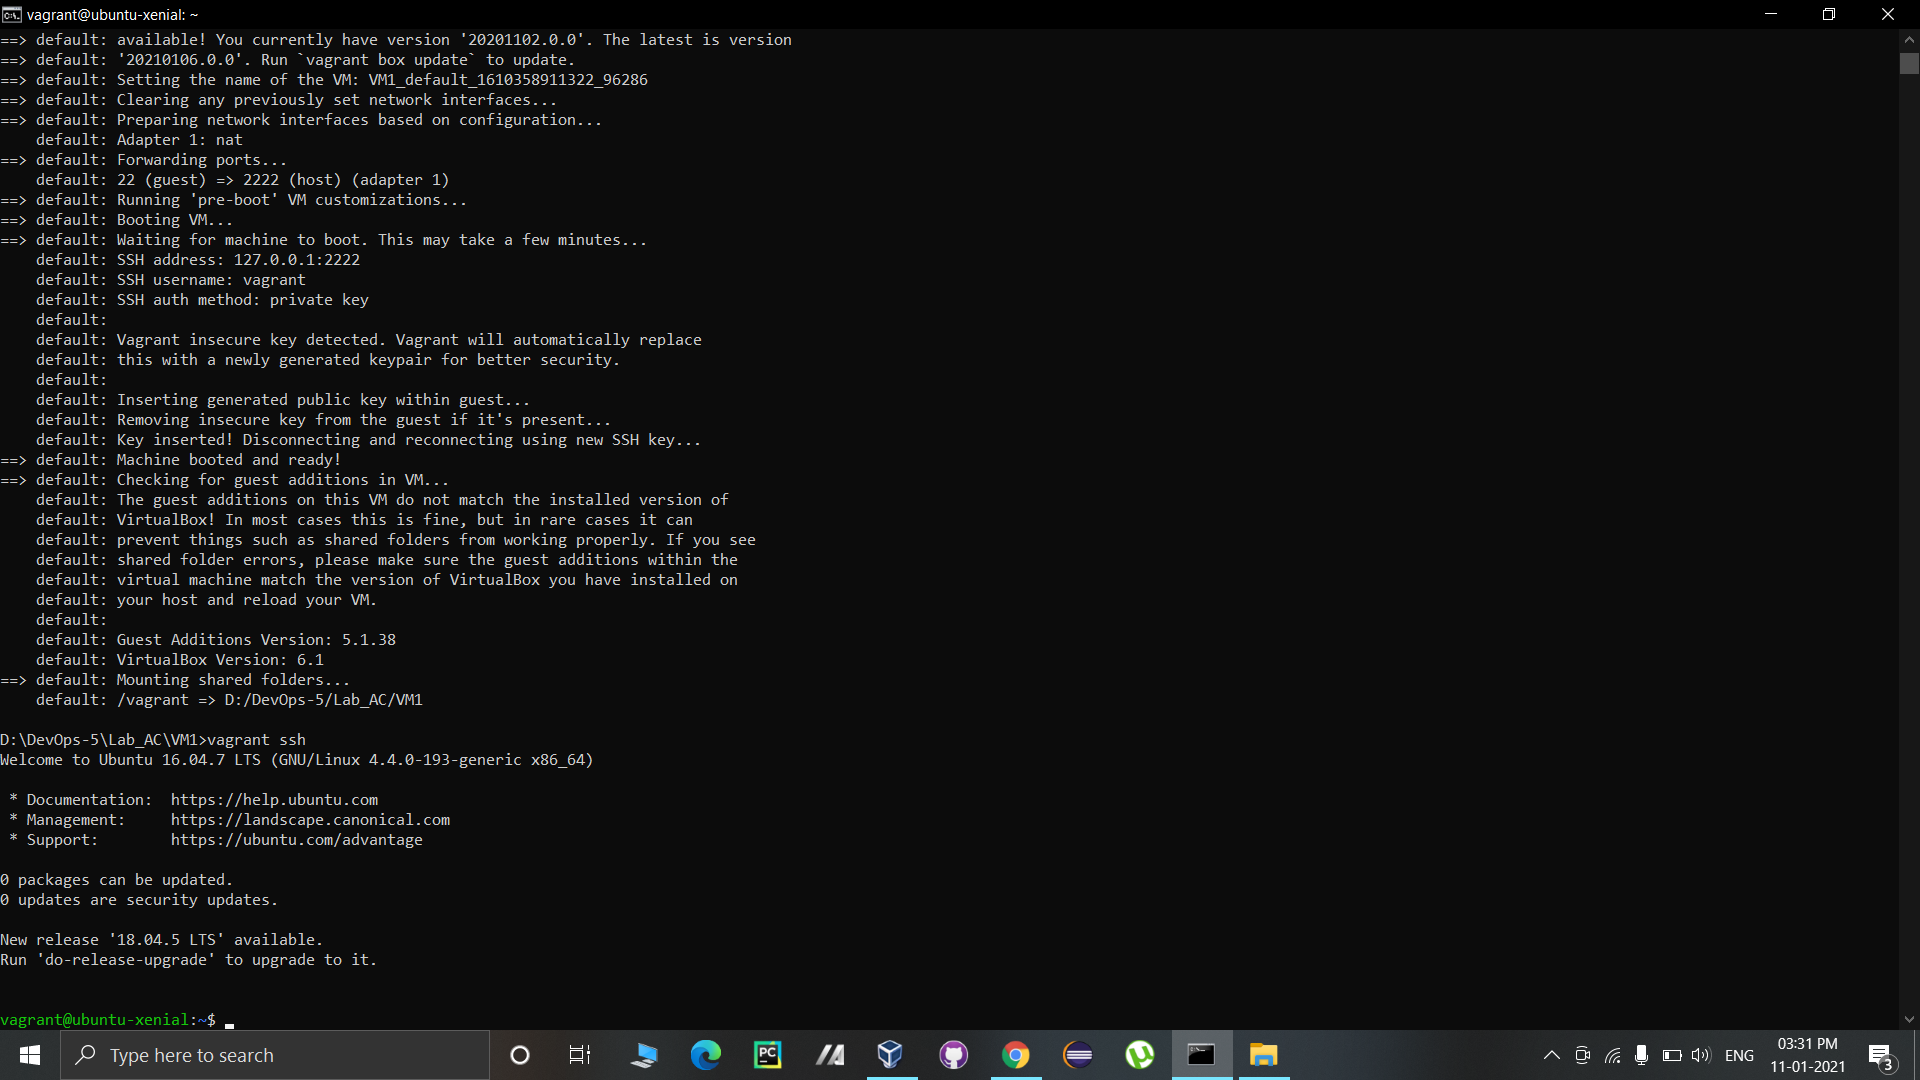 vagrant@ubuntu-xenial: ~
==> default: available! You currently have version '20201102.0.0'. The latest is version
==> default: '20210106.0.0'. Run `vagrant box update` to update.
==> default: Setting the name of the VM: VM1_default_1610358911322_96286
==> default: Clearing any previously set network interfaces...
==> default: Preparing network interfaces based on configuration...
    default: Adapter 1: nat
==> default: Forwarding ports...
    default: 22 (guest) => 2222 (host) (adapter 1)
==> default: Running 'pre-boot' VM customizations...
==> default: Booting VM...
==> default: Waiting for machine to boot. This may take a few minutes...
    default: SSH address: 127.0.0.1:2222
    default: SSH username: vagrant
    default: SSH auth method: private key
    default:
    default: Vagrant insecure key detected. Vagrant will automatically replace
    default: this with a newly generated keypair for better security.
    default:
    default: Inserting generated public key within guest...
    default: Removing insecure key from the guest if it's present...
    default: Key inserted! Disconnecting and reconnecting using new SSH key...
==> default: Machine booted and ready!
==> default: Checking for guest additions in VM...
    default: The guest additions on this VM do not match the installed version of
    default: VirtualBox! In most cases this is fine, but in rare cases it can
    default: prevent things such as shared folders from working properly. If you see
    default: shared folder errors, please make sure the guest additions within the
    default: virtual machine match the version of VirtualBox you have installed on
    default: your host and reload your VM.
    default:
    default: Guest Additions Version: 5.1.38
    default: VirtualBox Version: 6.1
==> default: Mounting shared folders...
    default: /vagrant => D:/DevOps-5/Lab_AC/VM1
D:\DevOps-5\Lab_AC\VM1>vagrant ssh
Welcome to Ubuntu 16.04.7 LTS (GNU/Linux 4.4.0-193-generic x86_64)
 * Documentation:  https://help.ubuntu.com
 * Management:     https://landscape.canonical.com
 * Support:        https://ubuntu.com/advantage
0 packages can be updated.
0 updates are security updates.
New release '18.04.5 LTS' available.
Run 'do-release-upgrade' to upgrade to it.
vagrant@ubuntu-xenial:~$
Type here to search
PC
ENG
03:31 PM
11-01-2021
3